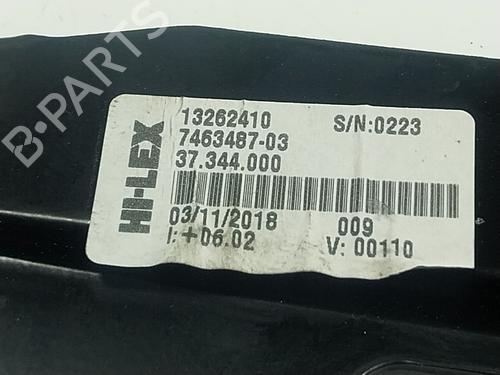 B-PARTS
HI-LEX
13262410 S/N:0223
7463487-03
37.344.000
03/11/2018 009
I: +06.02 V: 00110